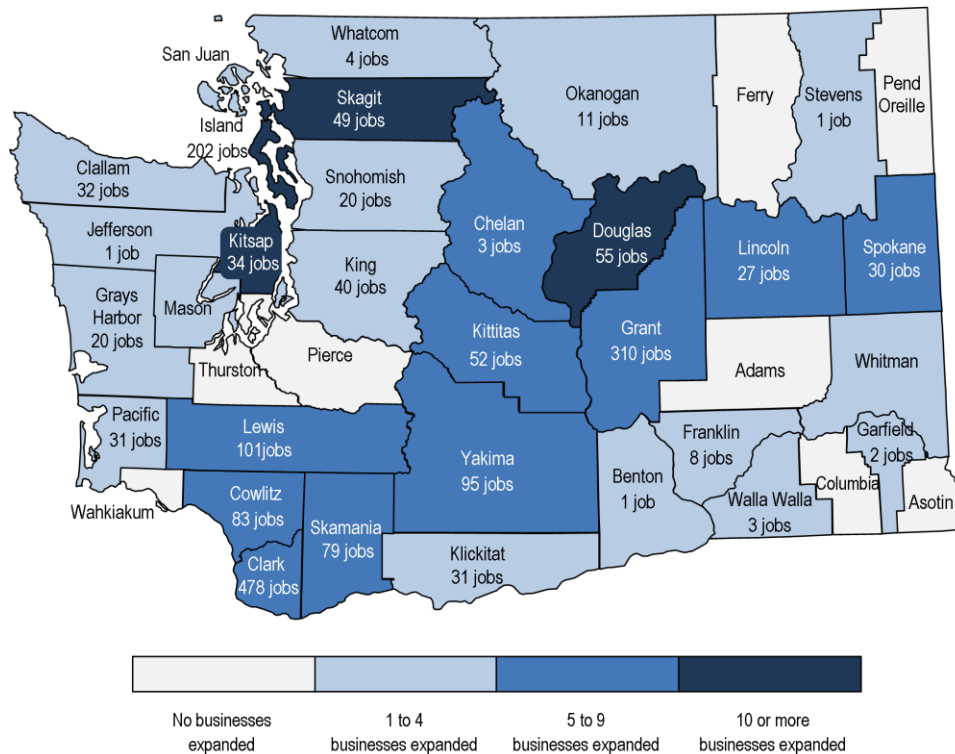 Whatcom
4 jobs
San Juan
Skagit
49 jobs
Island
202 jobs
Okanogan
11 jobs
Ferry
Stevens
1 job
Pend
Oreille
Clallam
32 jobs
Snohomish
20 jobs
Jefferson
1 job
Kitsap
34 jobs
Chelan
3 jobs
Douglas
55 jobs
Lincoln
27 jobs
Spokane
30 jobs
King
40 jobs
Grays
Harbor
20 jobs
Mason
Kittitas
52 jobs
Grant
310 jobs
Thurston
Pierce
Adams
Whitman
Pacific
31 jobs
Lewis
101jobs
Yakima
95 jobs
Franklin
8 jobs
Garfield
2 jobs
Benton
1 job
Walla Walla
3 jobs
Columbia
Asotin
Wahkiakum
Cowlitz
83 jobs
Skamania
79 jobs
Clark
478 jobs
Klickitat
31 jobs
No businesses
expanded
1 to 4
businesses expanded
5 to 9
businesses expanded
10 or more
businesses expanded